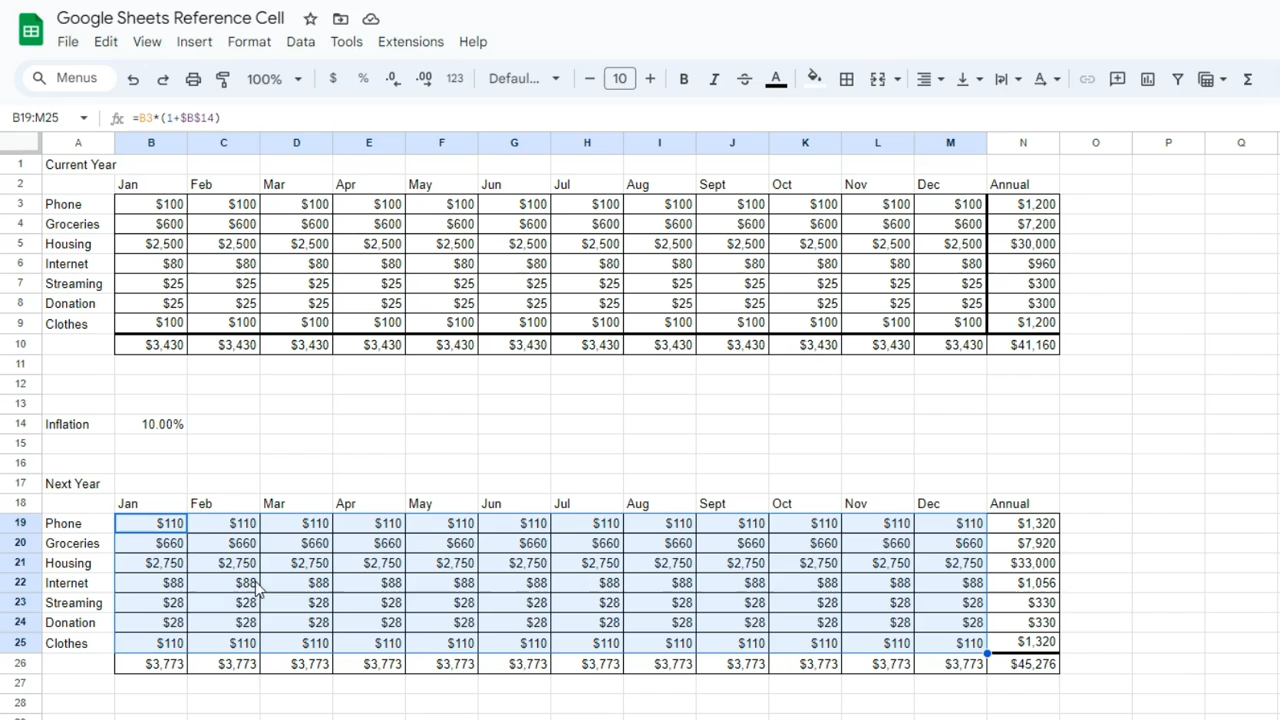 Google Sheets Reference Cell
File Edit View Insert Format Data Tools Extensions Help
Menus 100% $ % .0 .00 123 Defaul... 10 B I A Σ
B19:M25 fx =B3*(1+$B$14)
A B C D E F G H I J K L M N O P Q
1 Current Year
2 Jan Feb Mar Apr May Jun Jul Aug Sept Oct Nov Dec Annual
3 Phone $100 $100 $100 $100 $100 $100 $100 $100 $100 $100 $100 $100 $1,200
4 Groceries $600 $600 $600 $600 $600 $600 $600 $600 $600 $600 $600 $600 $7,200
5 Housing $2,500 $2,500 $2,500 $2,500 $2,500 $2,500 $2,500 $2,500 $2,500 $2,500 $2,500 $2,500 $30,000
6 Internet $80 $80 $80 $80 $80 $80 $80 $80 $80 $80 $80 $80 $960
7 Streaming $25 $25 $25 $25 $25 $25 $25 $25 $25 $25 $25 $25 $300
8 Donation $25 $25 $25 $25 $25 $25 $25 $25 $25 $25 $25 $25 $300
9 Clothes $100 $100 $100 $100 $100 $100 $100 $100 $100 $100 $100 $100 $1,200
10 $3,430 $3,430 $3,430 $3,430 $3,430 $3,430 $3,430 $3,430 $3,430 $3,430 $3,430 $3,430 $41,160
11
12
13
14 Inflation 10.00%
15
16
17 Next Year
18 Jan Feb Mar Apr May Jun Jul Aug Sept Oct Nov Dec Annual
19 Phone $110 $110 $110 $110 $110 $110 $110 $110 $110 $110 $110 $110 $1,320
20 Groceries $660 $660 $660 $660 $660 $660 $660 $660 $660 $660 $660 $660 $7,920
21 Housing $2,750 $2,750 $2,750 $2,750 $2,750 $2,750 $2,750 $2,750 $2,750 $2,750 $2,750 $2,750 $33,000
22 Internet $88 $88 $88 $88 $88 $88 $88 $88 $88 $88 $88 $88 $1,056
23 Streaming $28 $28 $28 $28 $28 $28 $28 $28 $28 $28 $28 $28 $330
24 Donation $28 $28 $28 $28 $28 $28 $28 $28 $28 $28 $28 $28 $330
25 Clothes $110 $110 $110 $110 $110 $110 $110 $110 $110 $110 $110 $110 $1,320
26 $3,773 $3,773 $3,773 $3,773 $3,773 $3,773 $3,773 $3,773 $3,773 $3,773 $3,773 $3,773 $45,276
27
28